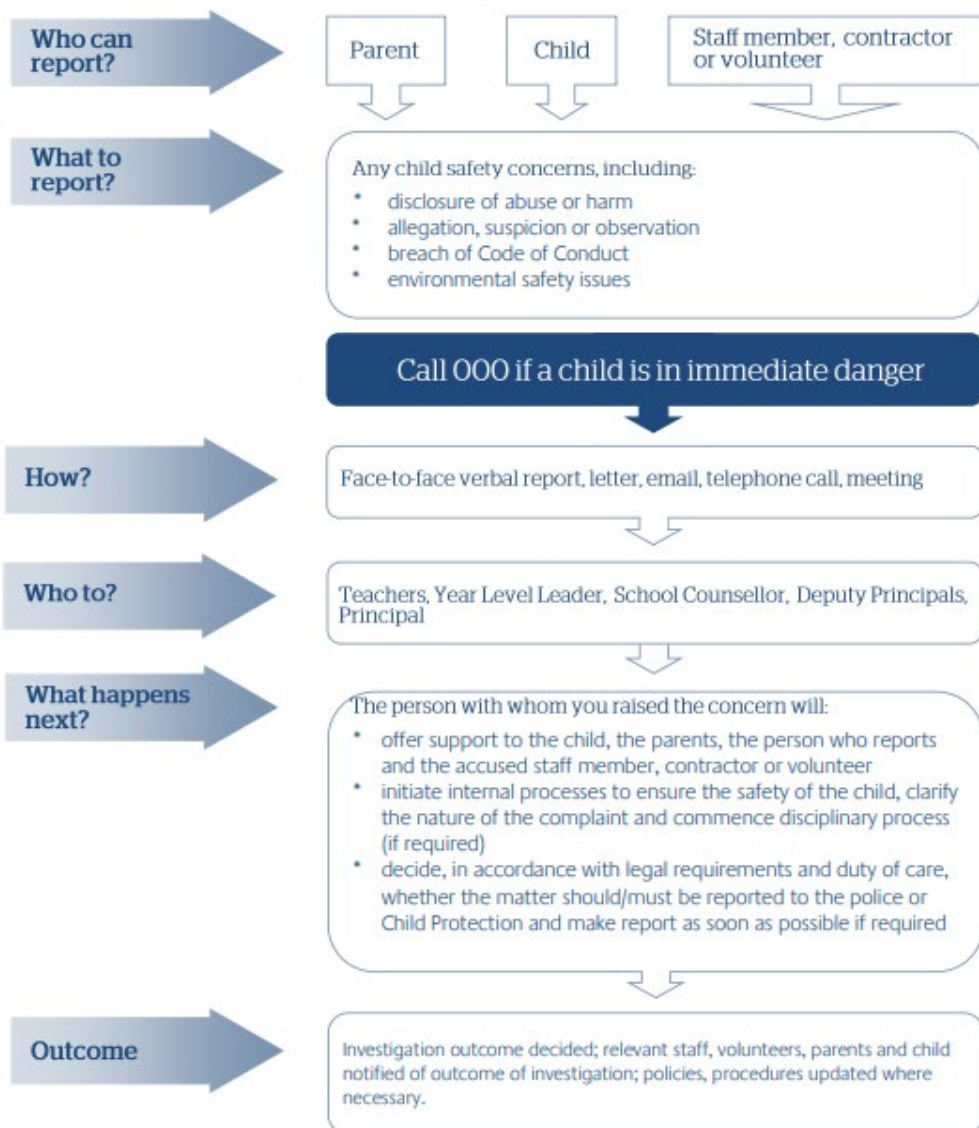 Who can
report?
Parent
Child
Staff member, contractor
or volunteer
What to
report?
Any child safety concerns, including:
* disclosure of abuse or harm
* allegation, suspicion or observation
* breach of Code of Conduct
* environmental safety issues
Call 000 if a child is in immediate danger
How?
Face-to-face verbal report, letter, email, telephone call, meeting
Who to?
Teachers, Year Level Leader, School Counsellor, Deputy Principals,
Principal
What happens
next?
The person with whom you raised the concern will:
* offer support to the child, the parents, the person who reports
and the accused staff member, contractor or volunteer
* initiate internal processes to ensure the safety of the child, clarify
the nature of the complaint and commence disciplinary process
(if required)
* decide, in accordance with legal requirements and duty of care,
whether the matter should/must be reported to the police or
Child Protection and make report as soon as possible if required
Outcome
Investigation outcome decided; relevant staff, volunteers, parents and child
notified of outcome of investigation; policies, procedures updated where
necessary.